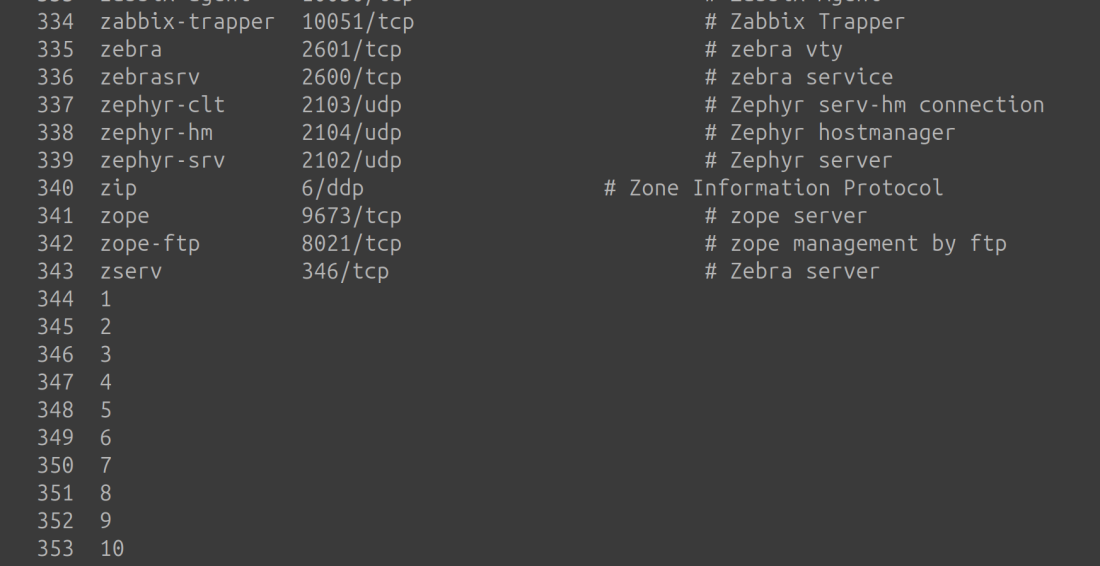 334 zabbix-trapper 10051/tcp # Zabbix Trapper
335 zebra 2601/tcp # zebra vty
336 zebrasrv 2600/tcp # zebra service
337 zephyr-clt 2103/udp # Zephyr serv-hm connection
338 zephyr-hm 2104/udp # Zephyr hostmanager
339 zephyr-srv 2102/udp # Zephyr server
340 zip 6/ddp # Zone Information Protocol
341 zope 9673/tcp # zope server
342 zope-ftp 8021/tcp # zope management by ftp
343 zserv 346/tcp # Zebra server
344 1
345 2
346 3
347 4
348 5
349 6
350 7
351 8
352 9
353 10